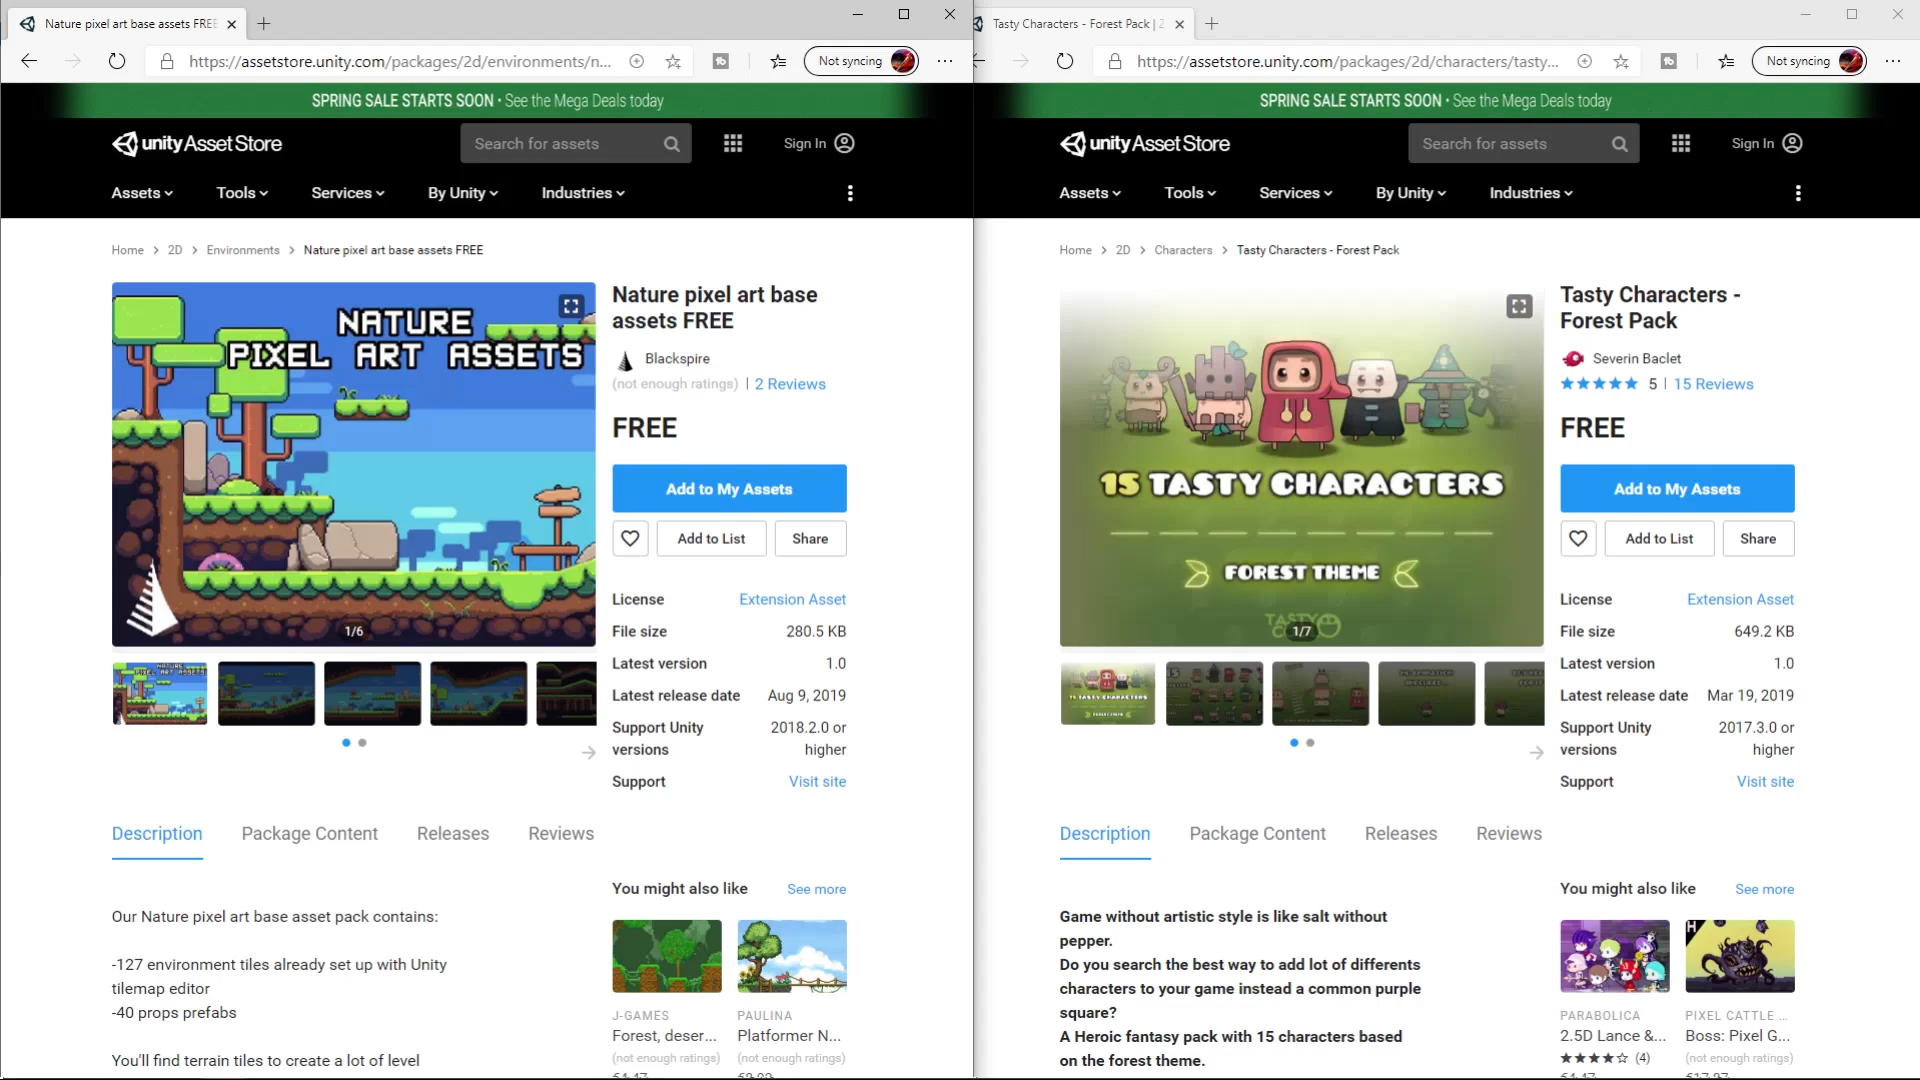 Nature pixel art base assets FREE
https://assetstore.unity.com/packages/2d/environments/n...
Not syncing
SPRING SALE STARTS SOON • See the Mega Deals today
unity Asset Store
Search for assets
Sign In
Assets
Tools
Services
By Unity
Industries
Home > 2D > Environments > Nature pixel art base assets FREE
NATURE
PIXEL ART ASSETS
1/6
Nature pixel art base
assets FREE
Blackspire
(not enough ratings) | 2 Reviews
FREE
Add to My Assets
Add to List
Share
License Extension Asset
File size 280.5 KB
Latest version 1.0
Latest release date Aug 9, 2019
Support Unity versions 2018.2.0 or higher
Support Visit site
Description
Package Content
Releases
Reviews
Our Nature pixel art base asset pack contains:
-127 environment tiles already set up with Unity
tilemap editor
-40 props prefabs
You'll find terrain tiles to create a lot of level
You might also like
See more
J-GAMES
Forest, deser...
(not enough ratings)
PAULINA
Platformer N...
(not enough ratings)
Tasty Characters - Forest Pack | 2
https://assetstore.unity.com/packages/2d/characters/tasty...
Not syncing
SPRING SALE STARTS SOON • See the Mega Deals today
unity Asset Store
Search for assets
Sign In
Assets
Tools
Services
By Unity
Industries
Home > 2D > Characters > Tasty Characters - Forest Pack
15 TASTY CHARACTERS
FOREST THEME
1/7
Tasty Characters -
Forest Pack
Severin Baclet
5 | 15 Reviews
FREE
Add to My Assets
Add to List
Share
License Extension Asset
File size 649.2 KB
Latest version 1.0
Latest release date Mar 19, 2019
Support Unity versions 2017.3.0 or higher
Support Visit site
Description
Package Content
Releases
Reviews
Game without artistic style is like salt without
pepper.
Do you search the best way to add lot of differents
characters to your game instead a common purple
square?
A Heroic fantasy pack with 15 characters based
on the forest theme.
You might also like
See more
PARABOLICA
2.5D Lance &...
(4)
PIXEL CATTLE ...
Boss: Pixel G...
(not enough ratings)